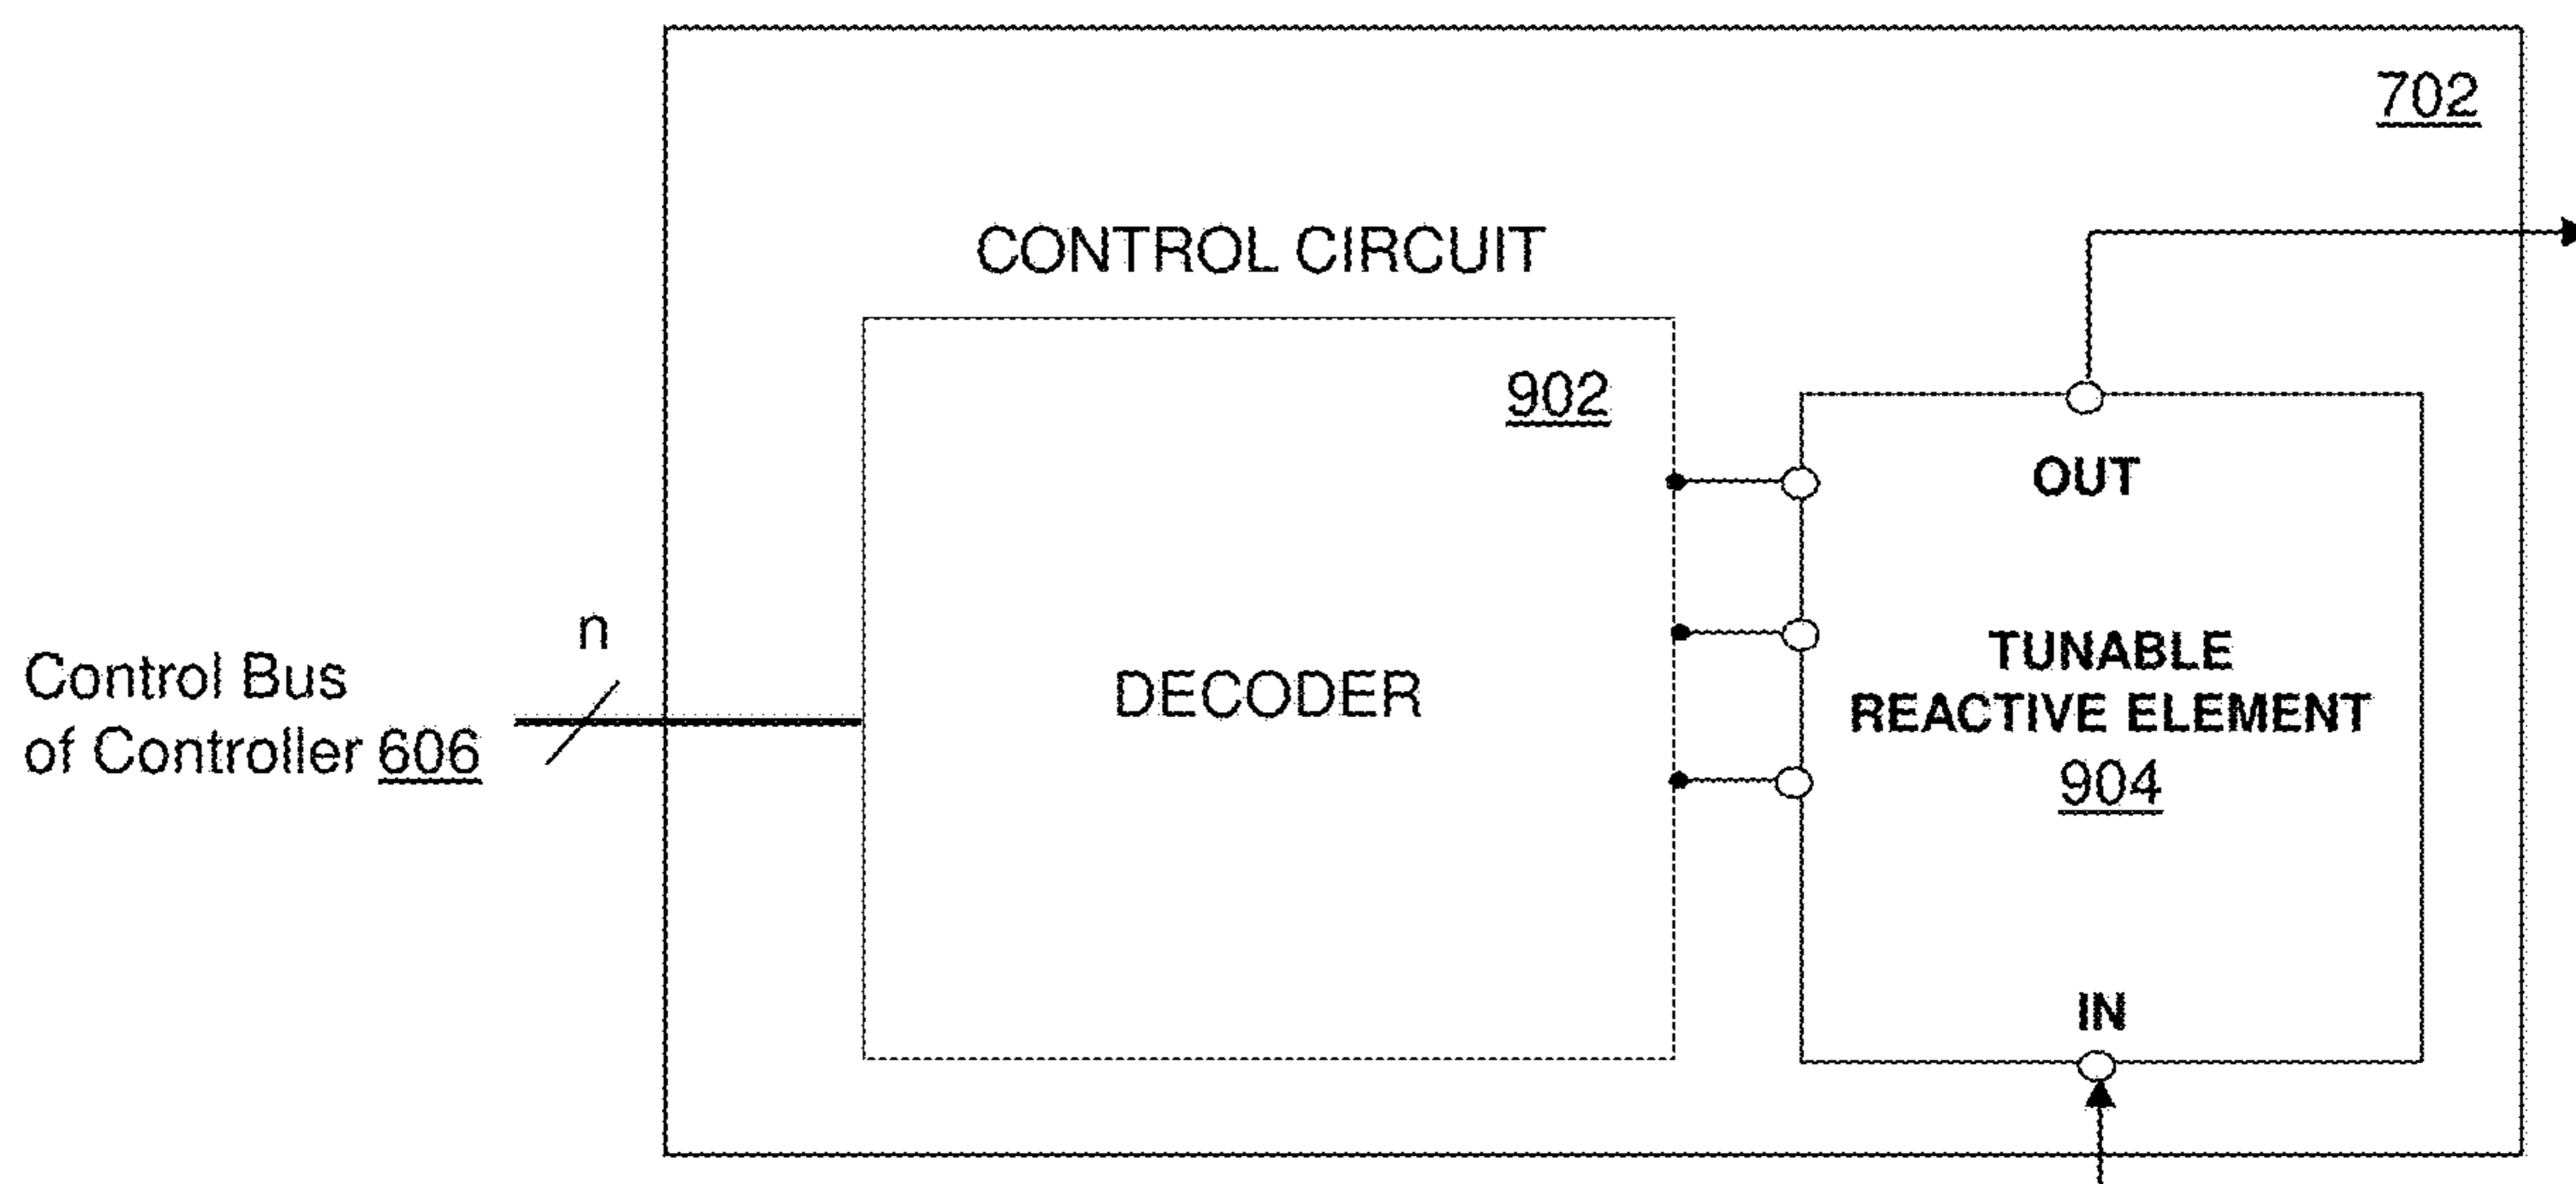 702
CONTROL CIRCUIT
902
OUT
n
Control Bus
of Controller 606
DECODER
TUNABLE
REACTIVE ELEMENT
904
IN